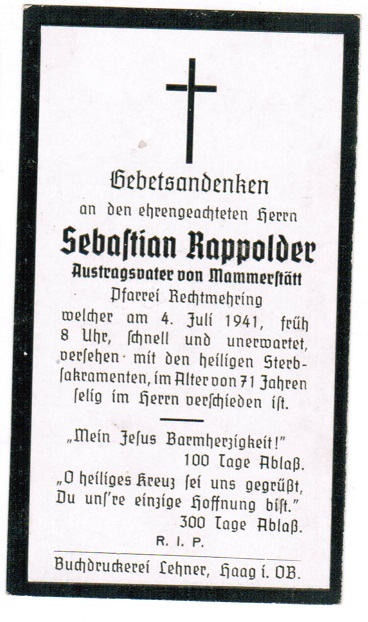 Gebetsandenken
an den ehrengeachteten Herrn
Sebastian Rappolder
Austragsvater von Mammerstätt
Pfarrei Rechtmehring
welcher am 4. Juli 1941, früh
8 Uhr, schnell und unerwartet,
versehen mit den heiligen Sterb-
sakramenten, im Alter von 71 Jahren
selig im Herrn verschieden ist.
„Mein Jesus Barmherzigkeit!"
100 Tage Ablaß.
„O heiliges Kreuz sei uns gegrüßt,
Du uns're einzige Hoffnung bist."
300 Tage Ablaß.
R. I. P.
Buchdruckerei Lehner, Haag i. OB.